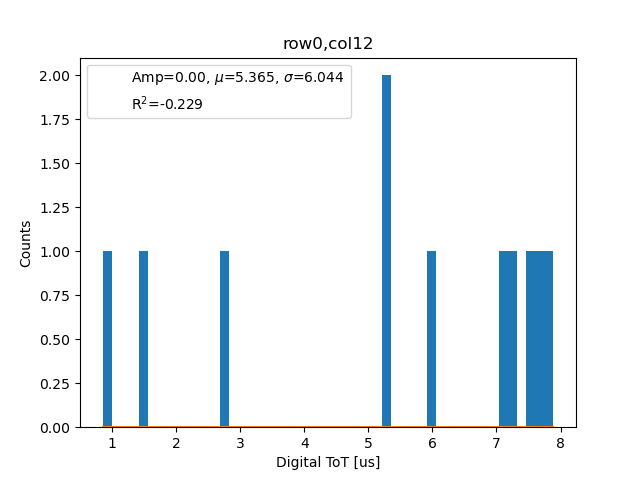 row0,col12
Amp=0.00, μ=5.365, σ=6.044
R²=-0.229
2.00
1.75
1.50
1.25
1.00
0.75
0.50
0.25
0.00
Counts
1 2 3 4 5 6 7 8
Digital ToT [us]